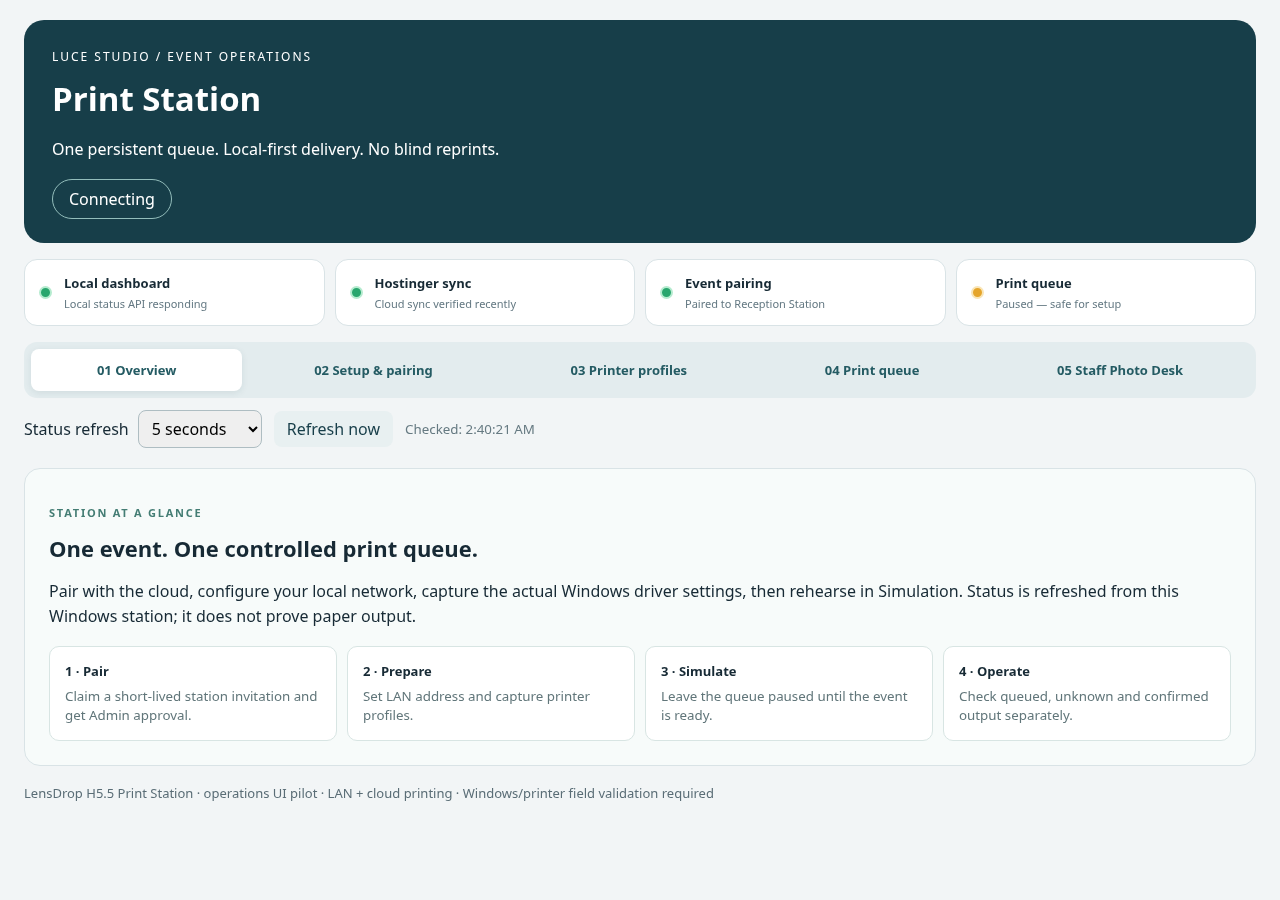 LUCE STUDIO / EVENT OPERATIONS
Print Station
One persistent queue. Local-first delivery. No blind reprints.
Connecting
Local dashboard
Local status API responding
Hostinger sync
Cloud sync verified recently
Event pairing
Paired to Reception Station
Print queue
Paused — safe for setup
01 Overview
02 Setup & pairing
03 Printer profiles
04 Print queue
05 Staff Photo Desk
Status refresh
5 seconds
Refresh now
Checked: 2:40:21 AM
STATION AT A GLANCE
One event. One controlled print queue.
Pair with the cloud, configure your local network, capture the actual Windows driver settings, then rehearse in Simulation. Status is refreshed from this
Windows station; it does not prove paper output.
1 · Pair
Claim a short-lived station invitation and
get Admin approval.
2 · Prepare
Set LAN address and capture printer
profiles.
3 · Simulate
Leave the queue paused until the event
is ready.
4 · Operate
Check queued, unknown and confirmed
output separately.
LensDrop H5.5 Print Station · operations UI pilot · LAN + cloud printing · Windows/printer field validation required